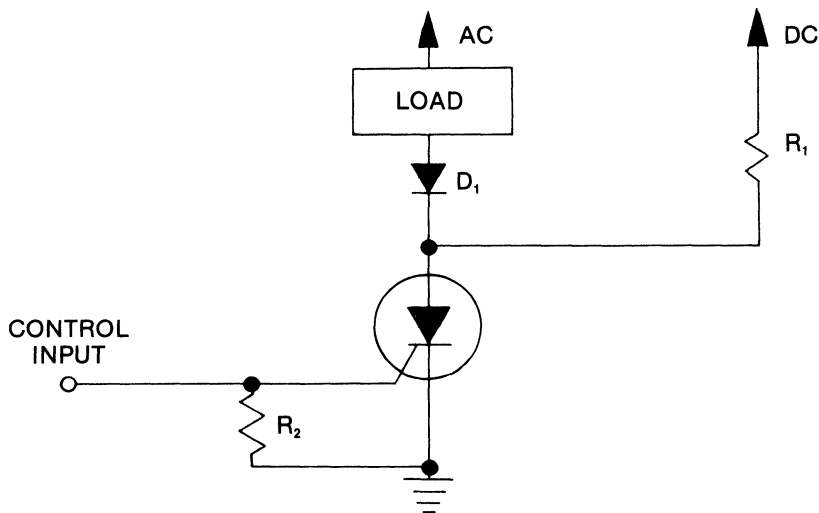 AC
DC
LOAD
R₁
D₁
CONTROL
INPUT
R₂